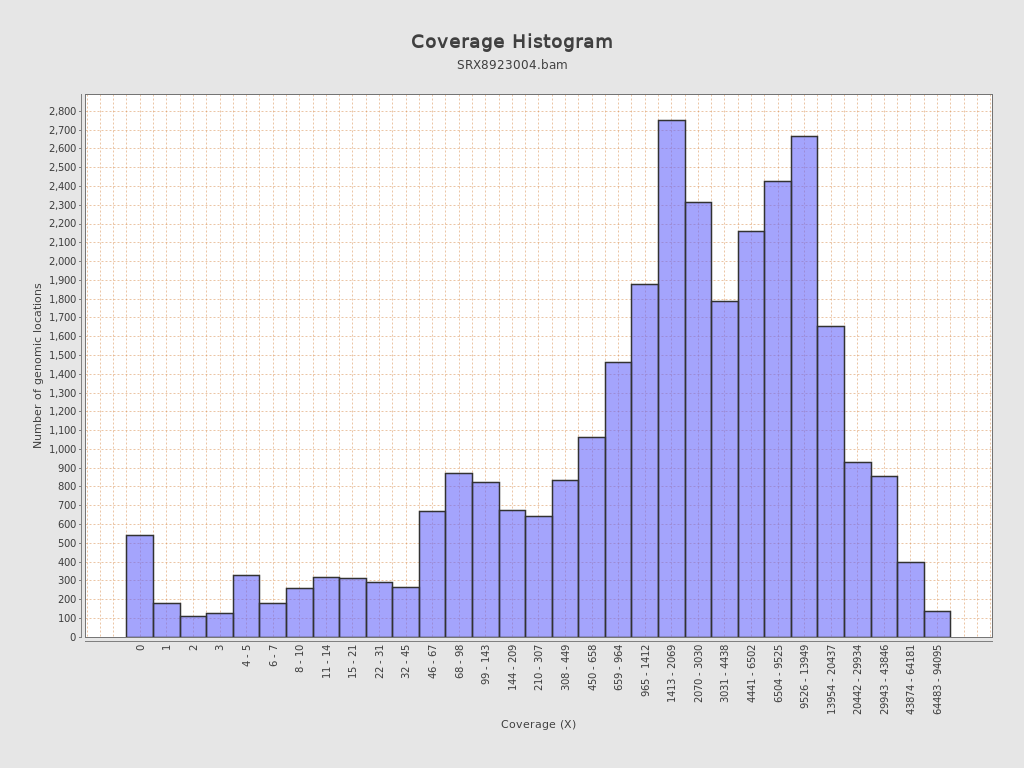 Coverage Histogram
SRX8923004.bam
Number of genomic locations
2,800
2,700
2,600
2,500
2,400
2,300
2,200
2,100
2,000
1,900
1,800
1,700
1,600
1,500
1,400
1,300
1,200
1,100
1,000
900
800
700
600
500
400
300
200
100
0
0
1
2
3
4 - 5
6 - 7
8 - 10
11 - 14
15 - 21
22 - 31
32 - 45
46 - 67
68 - 98
99 - 143
144 - 209
210 - 307
308 - 449
450 - 658
659 - 964
965 - 1412
1413 - 2069
2070 - 3030
3031 - 4438
4441 - 6502
6504 - 9525
9526 - 13949
13954 - 20437
20442 - 29934
29943 - 43846
43874 - 64181
64483 - 94095
Coverage (X)